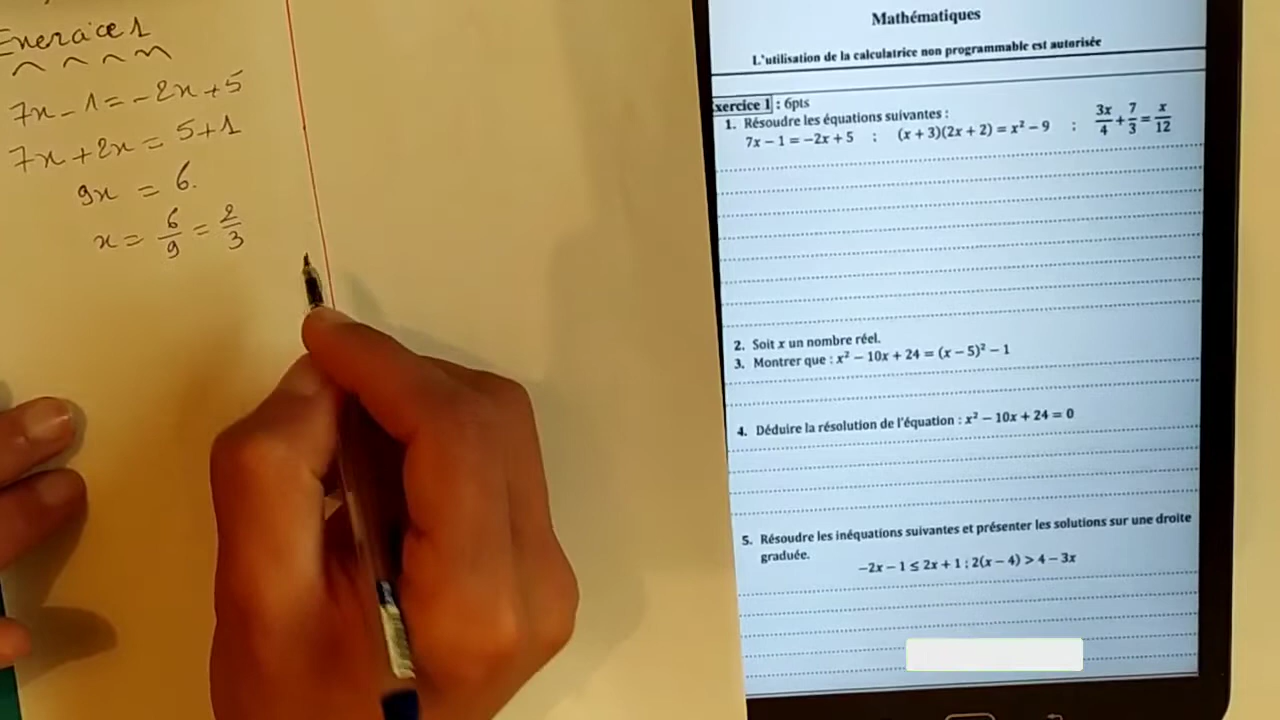 Exercice 1
7x - 1 = -2x + 5
7x + 2x = 5 + 1
9x = 6.
x = 6/9 = 2/3
Mathématiques
L'utilisation de la calculatrice non programmable est autorisée
xercice 1 : 6pts
1. Résoudre les équations suivantes :
7x − 1 = −2x + 5 ; (x + 3)(2x + 2) = x² − 9 ; 3x/4 + 7/3 = x/12
2. Soit x un nombre réel.
3. Montrer que : x² − 10x + 24 = (x − 5)² − 1
4. Déduire la résolution de l'équation : x² − 10x + 24 = 0
5. Résoudre les inéquations suivantes et présenter les solutions sur une droite
graduée.
−2x − 1 ≤ 2x + 1 ; 2(x − 4) > 4 − 3x